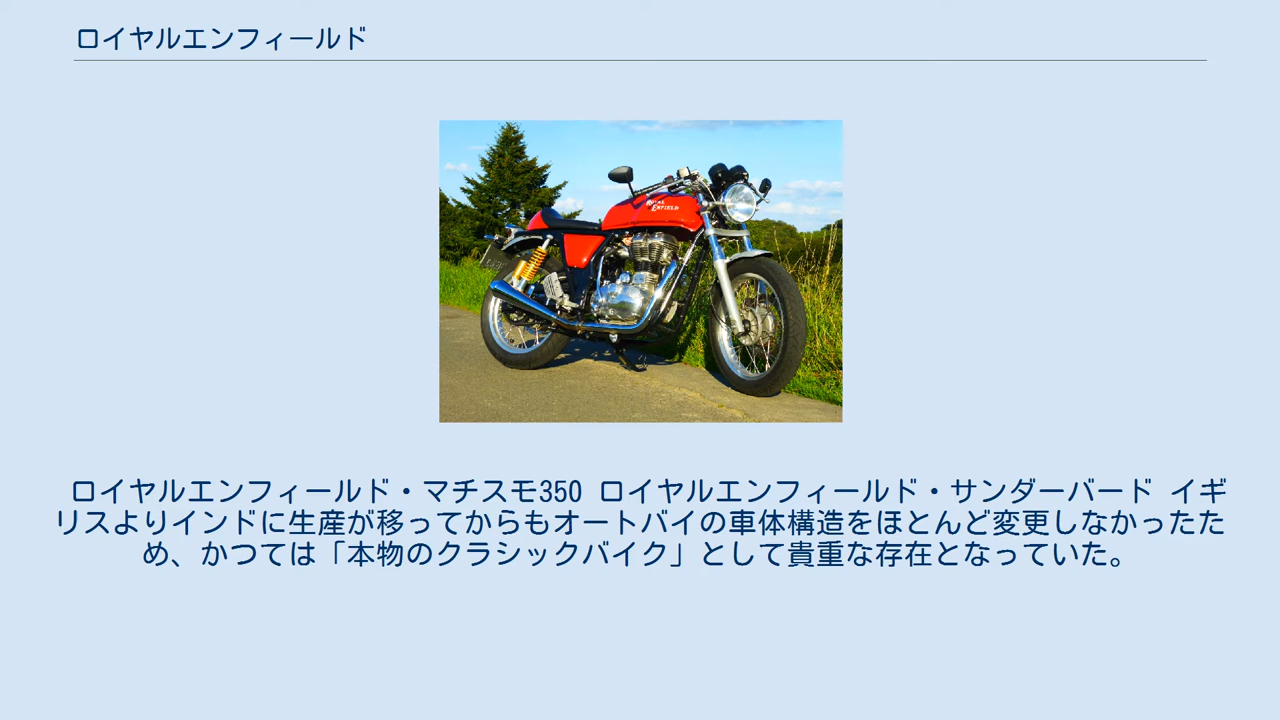 ロイヤルエンフィールド
ROYAL
ENFIELD
ロイヤルエンフィールド・マチスモ350 ロイヤルエンフィールド・サンダーバード イギ
リスよりインドに生産が移ってからもオートバイの車体構造をほとんど変更しなかったた
め、かつては「本物のクラシックバイク」として貴重な存在となっていた。